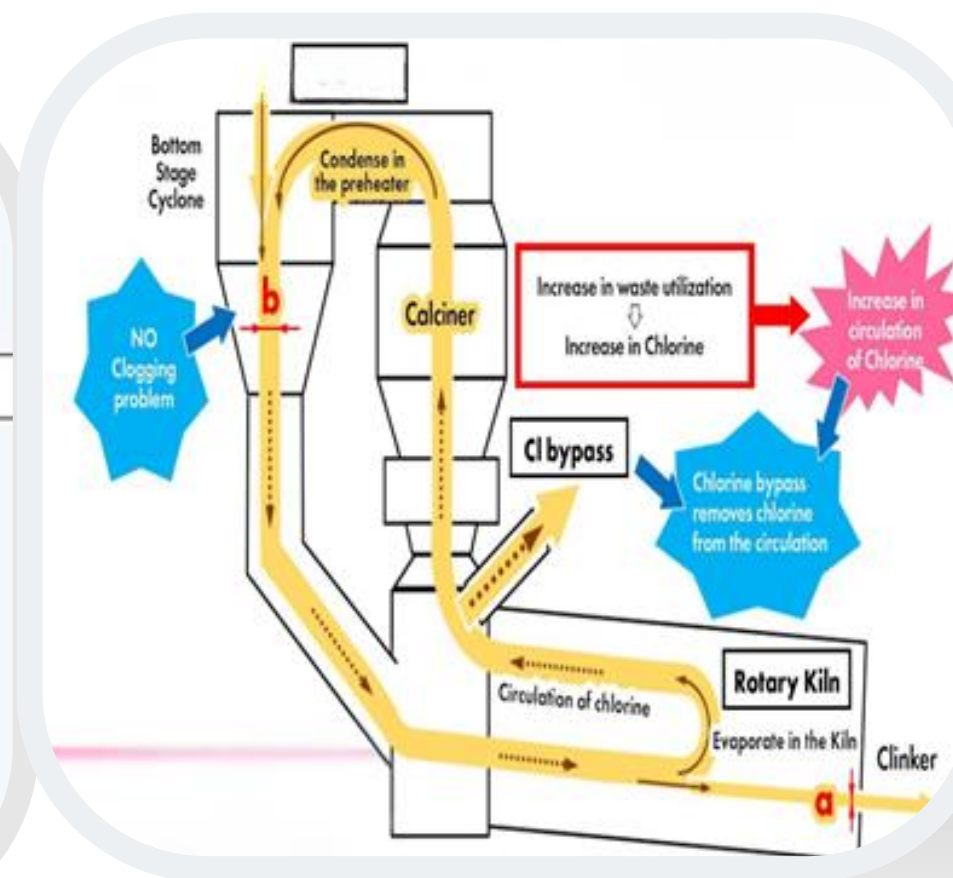 Bottom
Stage
Cyclone
Condense in
the preheater
b
NO
Clogging
problem
Calciner
Increase in waste utilization
Increase in Chlorine
Increase in
circulation
of Chlorine
Cl bypass
Chlorine bypass
removes chlorine
from the circulation
Circulation of chlorine
Rotary Kiln
Evaporate in the Kiln
Clinker
a